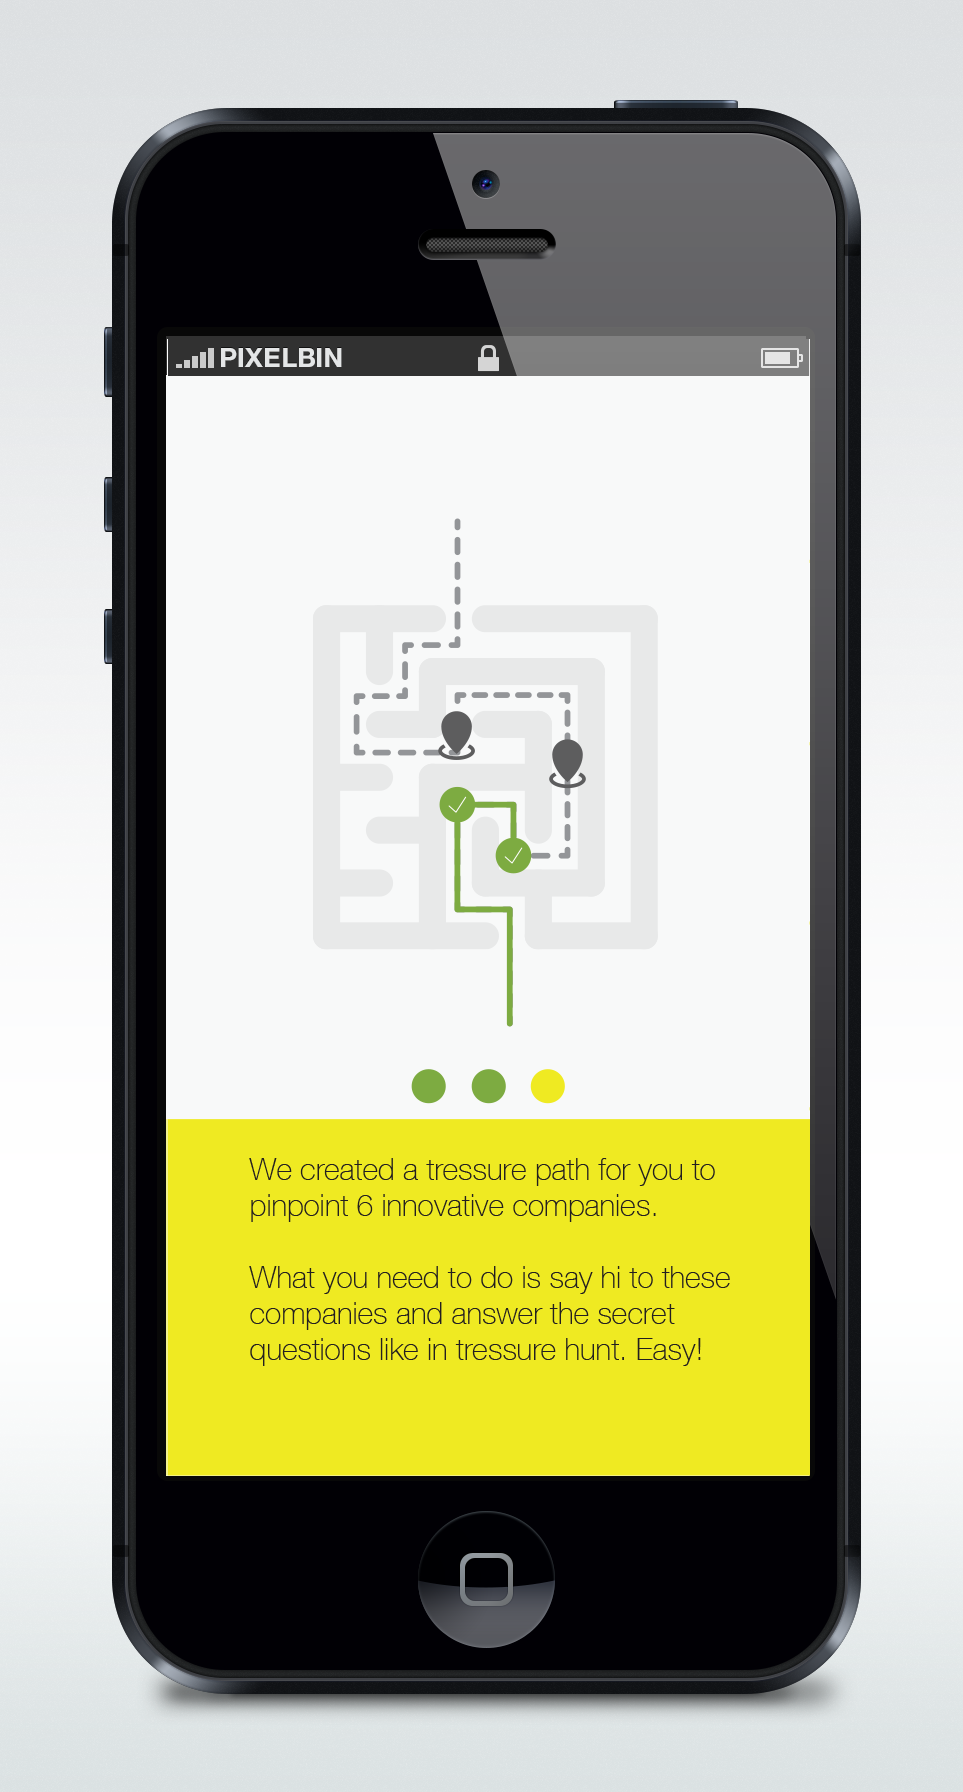 PIXELBIN
We created a tressure path for you to
pinpoint 6 innovative companies.
What you need to do is say hi to these
companies and answer the secret
questions like in tressure hunt. Easy!